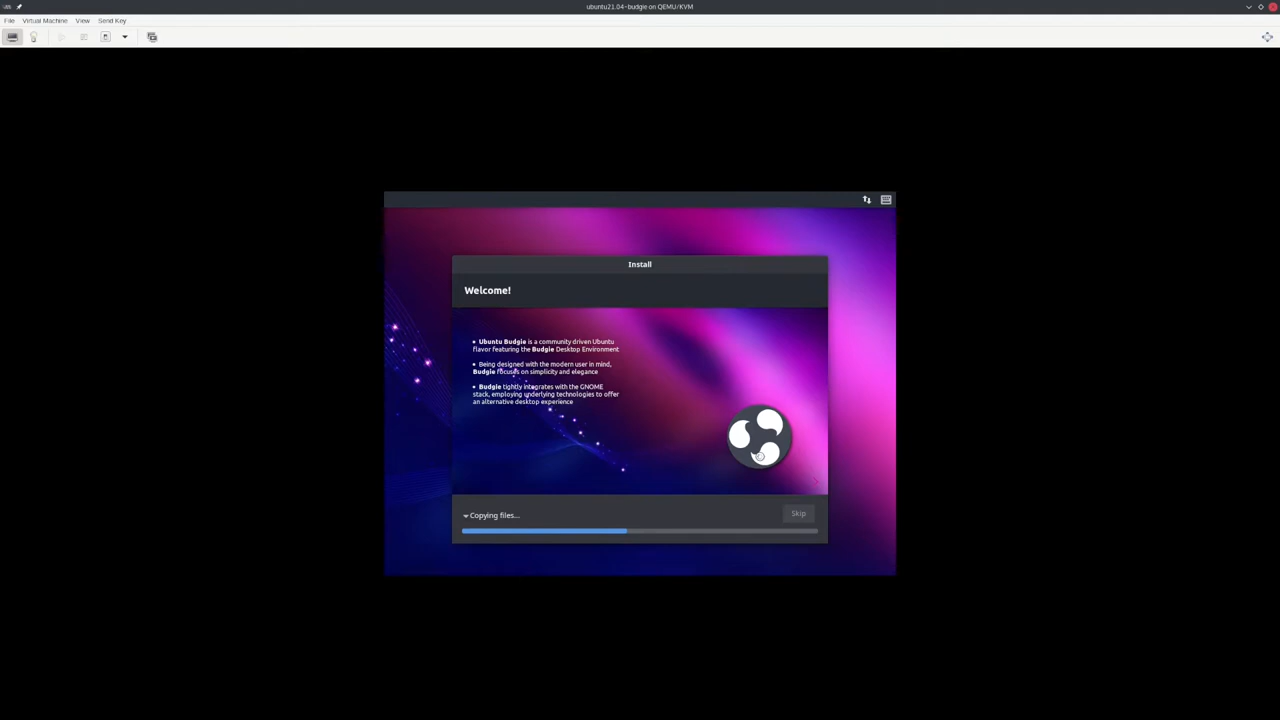 ubuntu21.04-budgie on QEMU/KVM
File Virtual Machine View Send Key
Install
Welcome!
• Ubuntu Budgie is a community driven Ubuntu
flavor featuring the Budgie Desktop Environment
• Being designed with the modern user in mind,
Budgie focuses on simplicity and elegance
• Budgie tightly integrates with the GNOME
stack, employing underlying technologies to offer
an alternative desktop experience
Copying files...
Skip